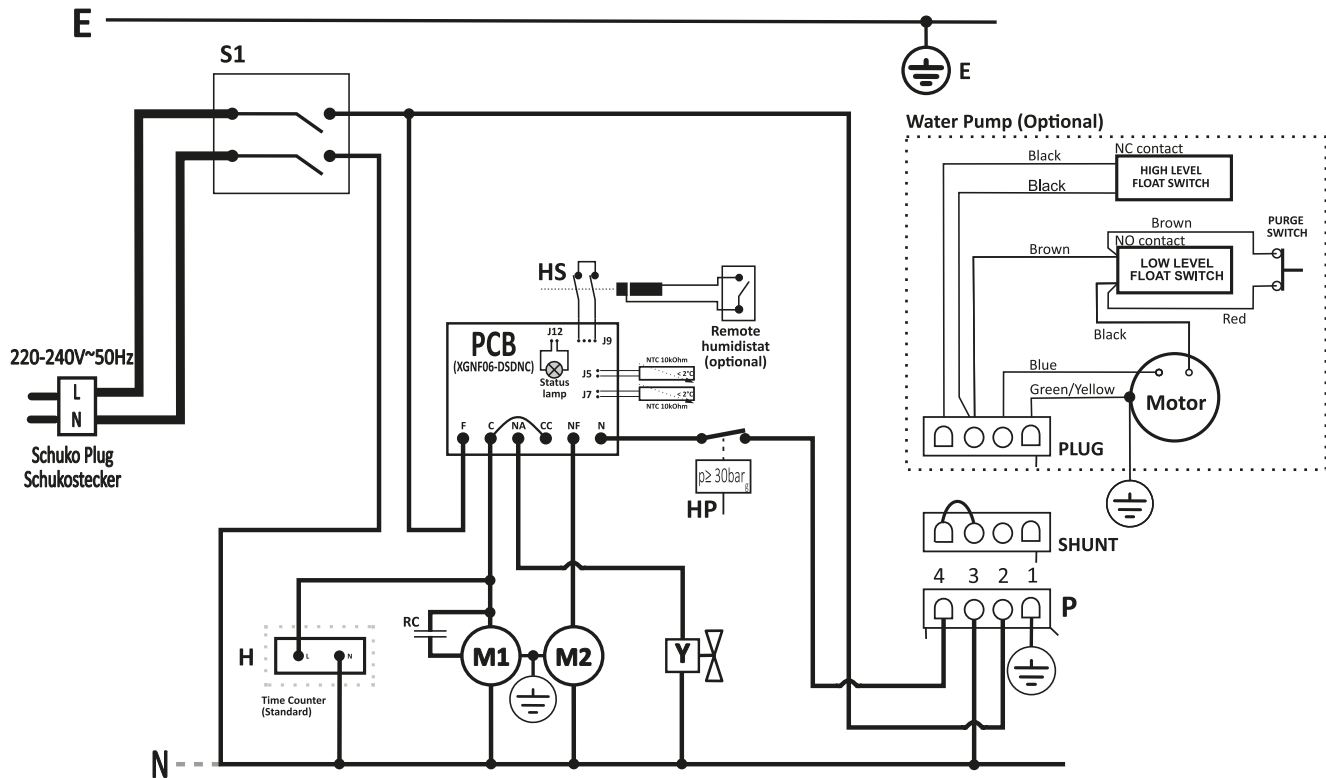 E
S1
E
Water Pump (Optional)
Black
NC contact
HIGH LEVEL
FLOAT SWITCH
Black
Brown
PURGE
SWITCH
NO contact
Brown
LOW LEVEL
FLOAT SWITCH
Red
Black
Blue
Green/Yellow
Motor
PLUG
HS
Remote
humidistat
(optional)
PCB
(XGNF06-DSDNC)
J12
J9
Status
lamp
J5
NTC 10kOhm
< 2°C
J7
< 2°C
NTC 10kOhm
F
C
NA
CC
NF
N
220-240V~50Hz
L
N
Schuko Plug
Schukostecker
p≥ 30bar
HP
SHUNT
4
3
2
1
P
RC
M1
M2
Y
H
L
N
Time Counter
(Standard)
N